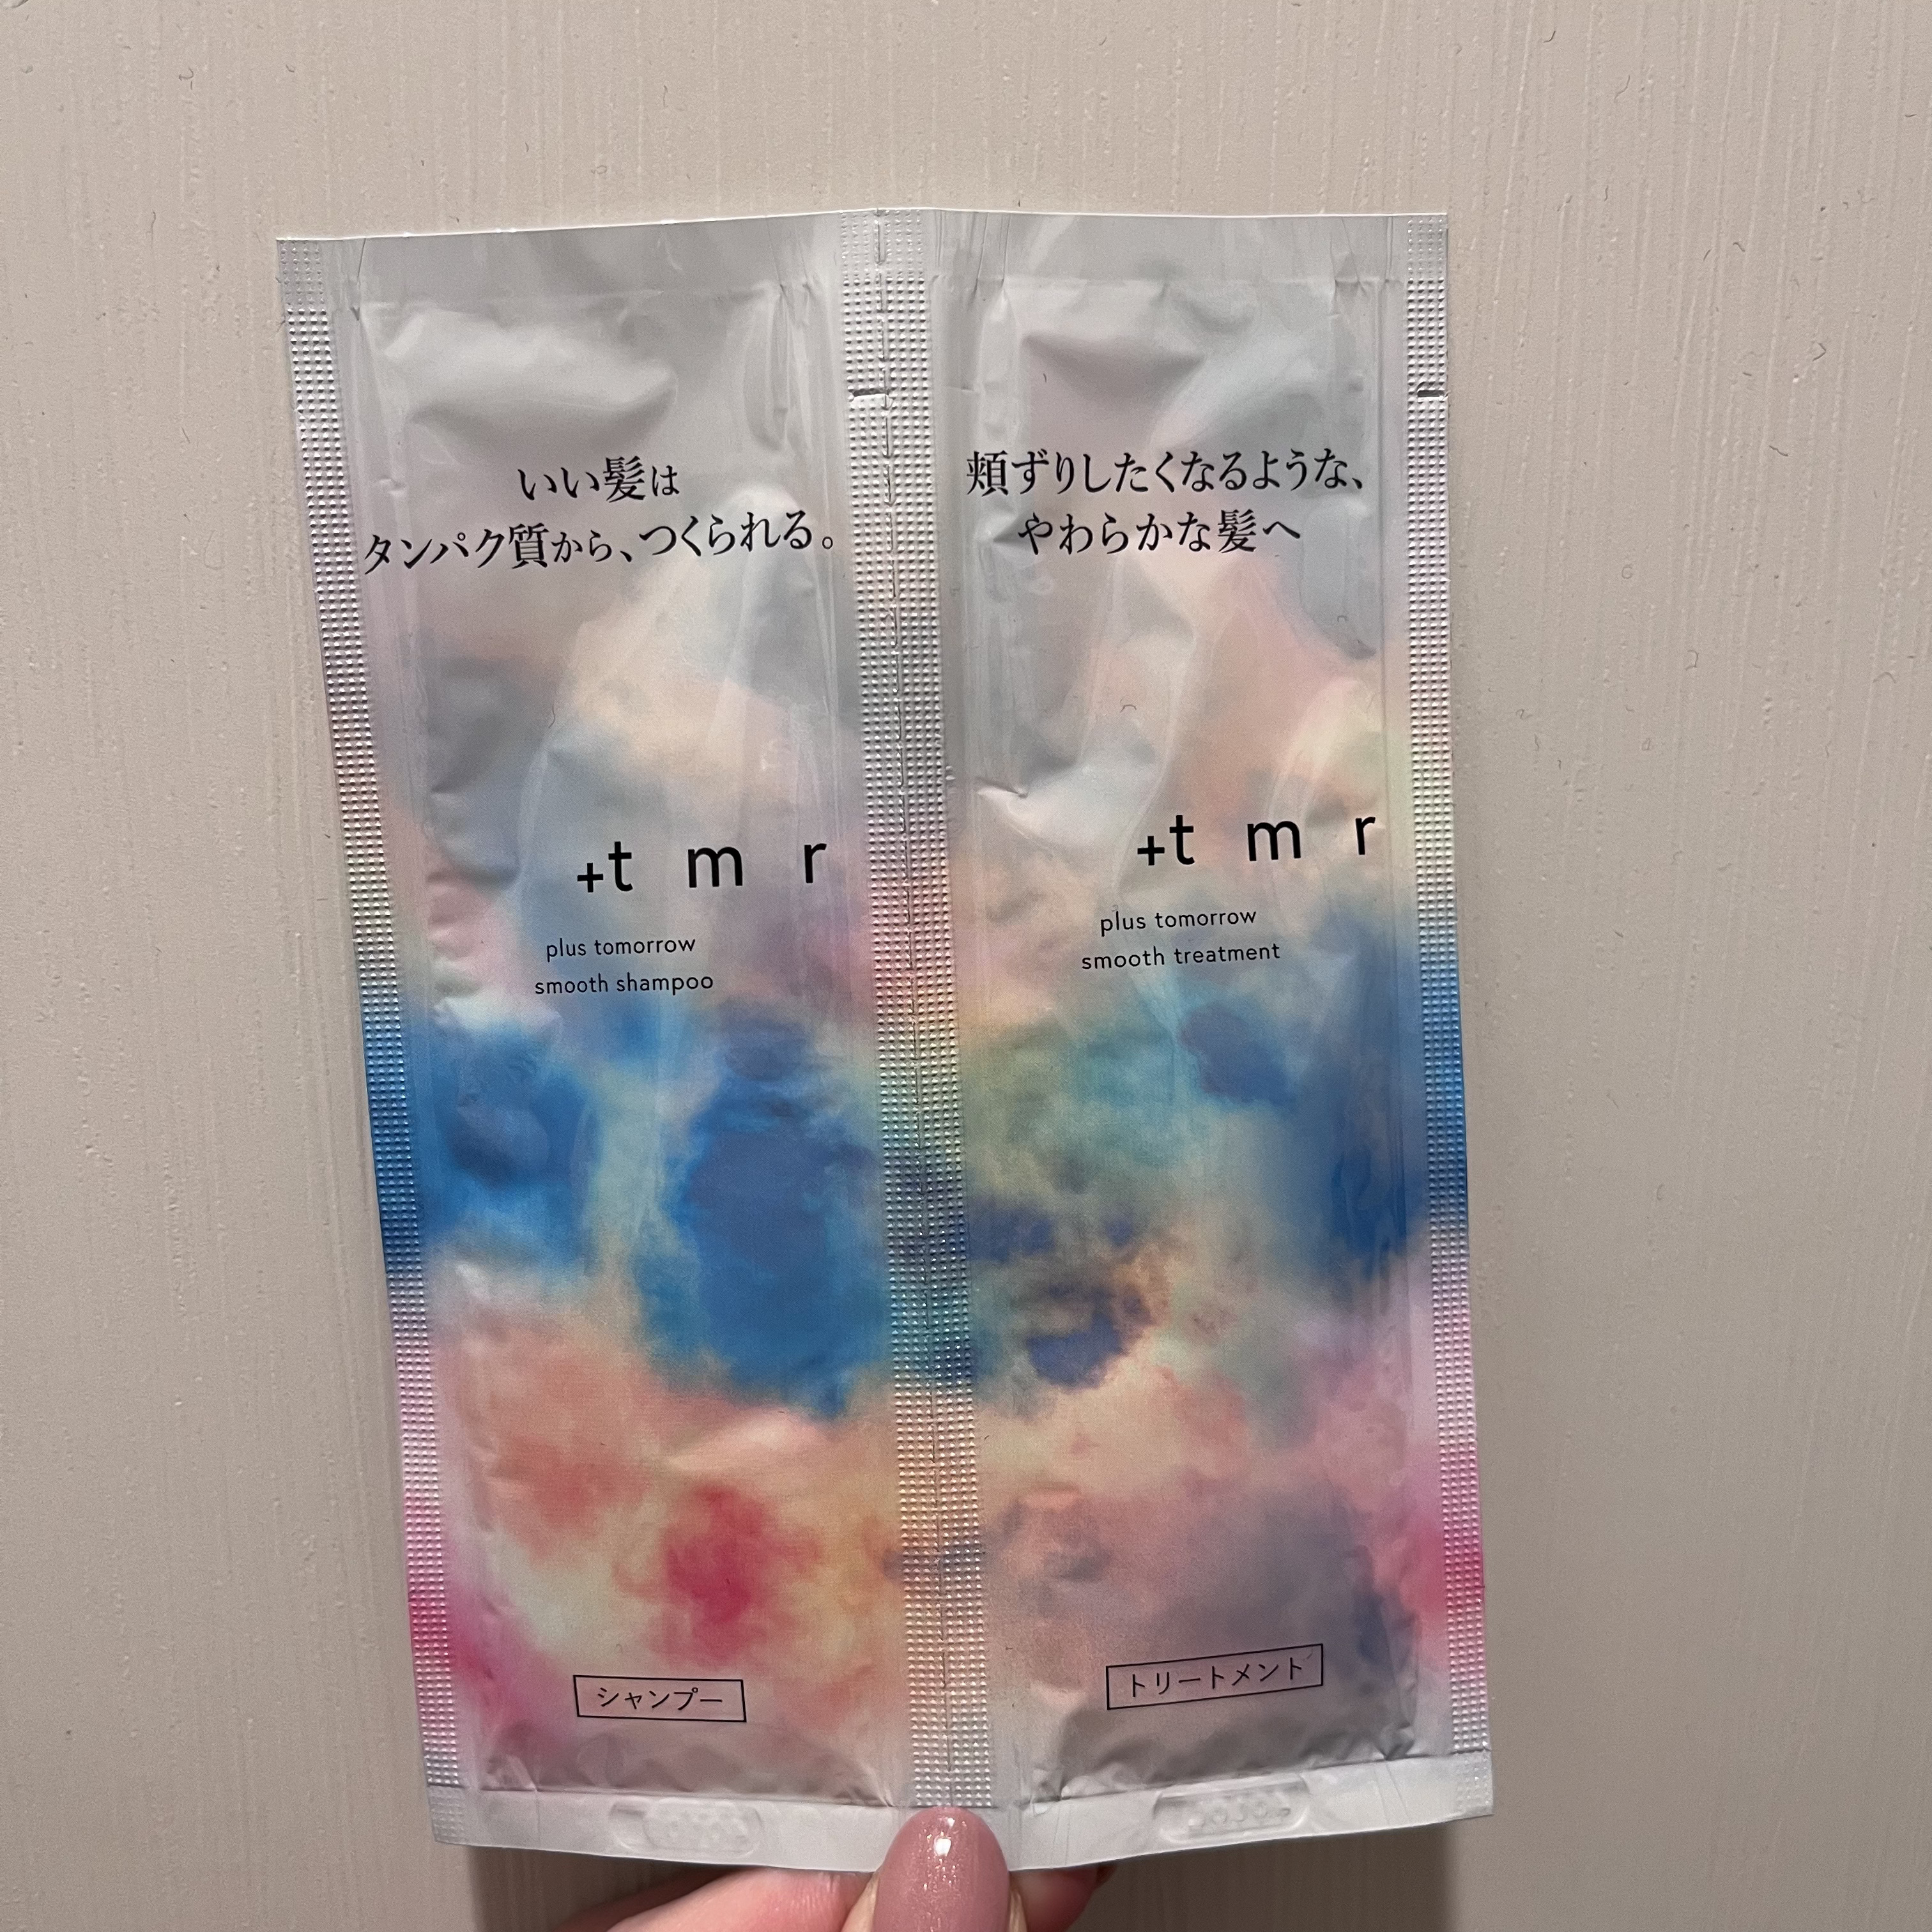 いい髪は
タンパク質から、つくられる。
+t m r
plus tomorrow
smooth shampoo
シャンプー
頬ずりしたくなるような、
やわらかな髪へ
+t m r
plus tomorrow
smooth treatment
トリートメント